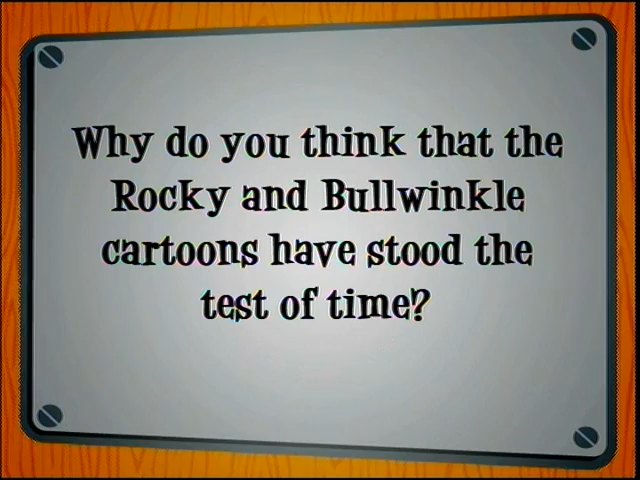 Why do you think that the
Rocky and Bullwinkle
cartoons have stood the
test of time?